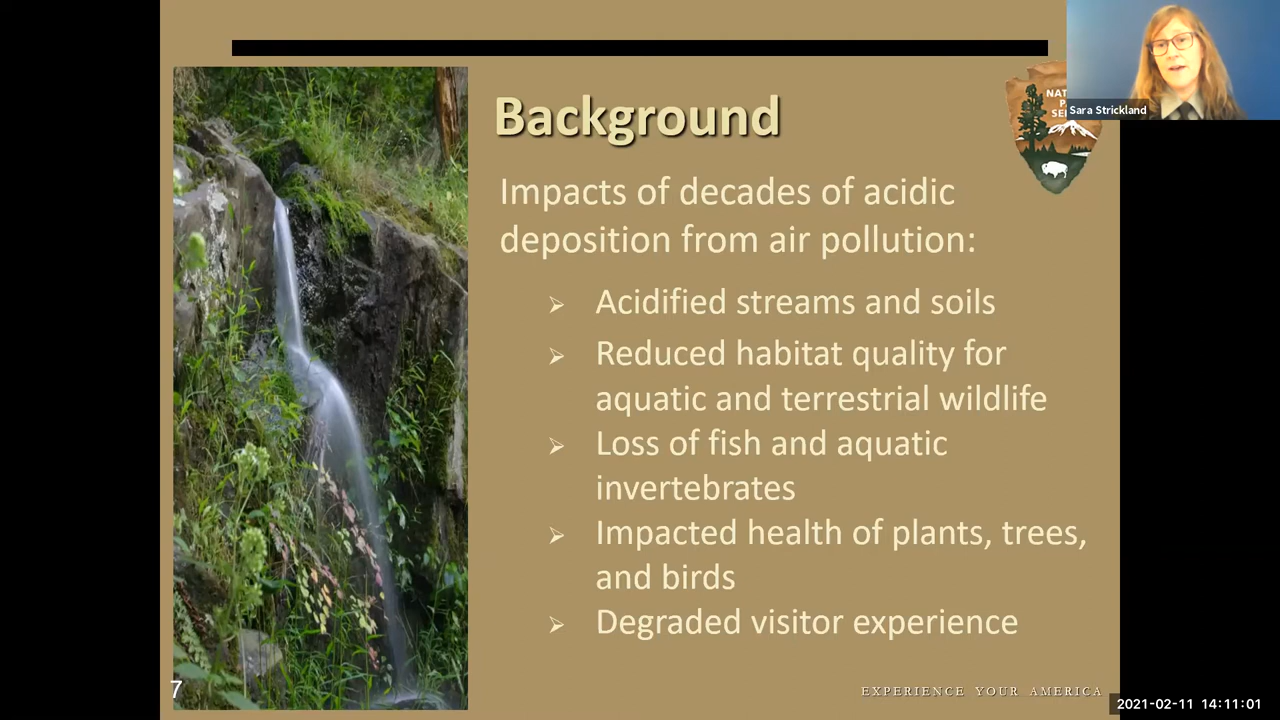 Background
NAT
P
SE
Sara Strickland
Impacts of decades of acidic
deposition from air pollution:
Acidified streams and soils
Reduced habitat quality for
aquatic and terrestrial wildlife
Loss of fish and aquatic
invertebrates
Impacted health of plants, trees,
and birds
Degraded visitor experience
7
EXPERIENCE YOUR AMERICA
2021-02-11 14:11:01